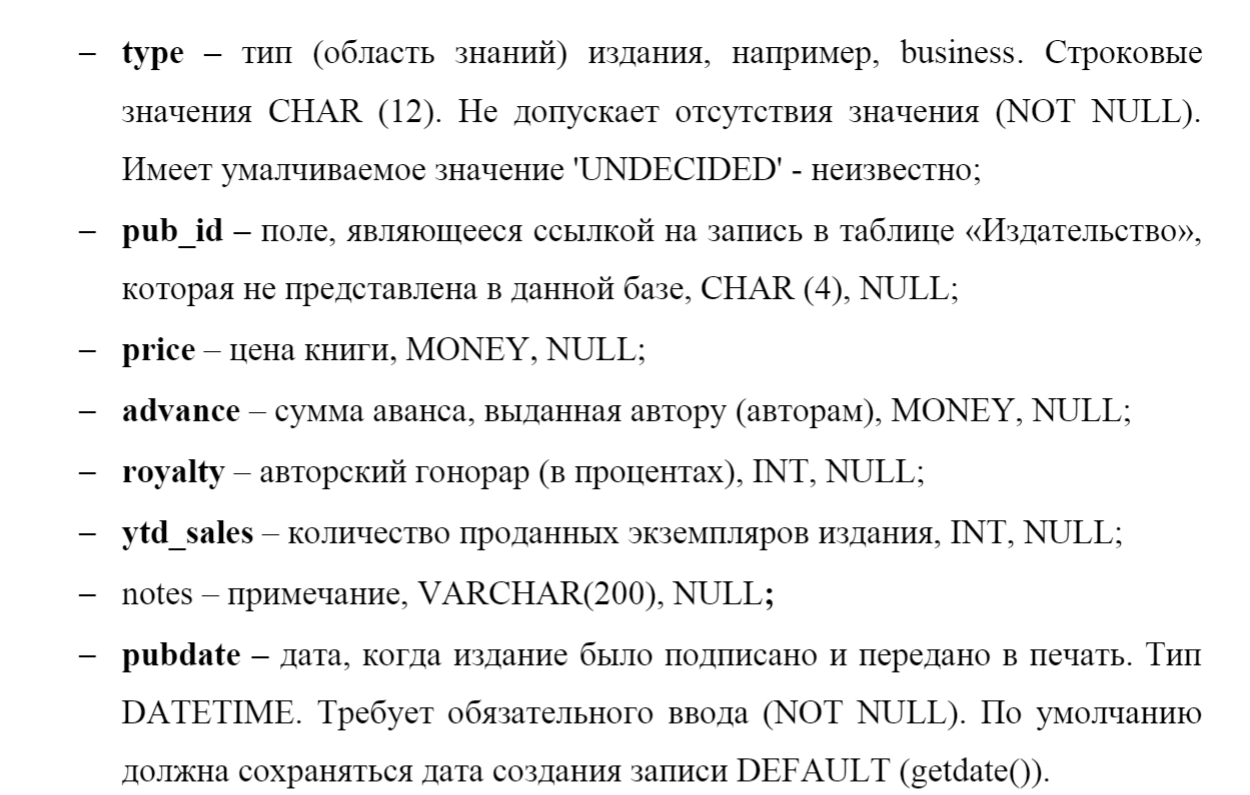 – type – тип (область знаний) издания, например, business. Строковые
значения CHAR (12). Не допускает отсутствия значения (NOT NULL).
Имеет умалчиваемое значение 'UNDECIDED' - неизвестно;
– pub_id – поле, являющееся ссылкой на запись в таблице «Издательство»,
которая не представлена в данной базе, CHAR (4), NULL;
– price – цена книги, MONEY, NULL;
– advance – сумма аванса, выданная автору (авторам), MONEY, NULL;
– royalty – авторский гонорар (в процентах), INT, NULL;
– ytd_sales – количество проданных экземпляров издания, INT, NULL;
– notes – примечание, VARCHAR(200), NULL;
– pubdate – дата, когда издание было подписано и передано в печать. Тип
DATETIME. Требует обязательного ввода (NOT NULL). По умолчанию
должна сохраняться дата создания записи DEFAULT (getdate()).